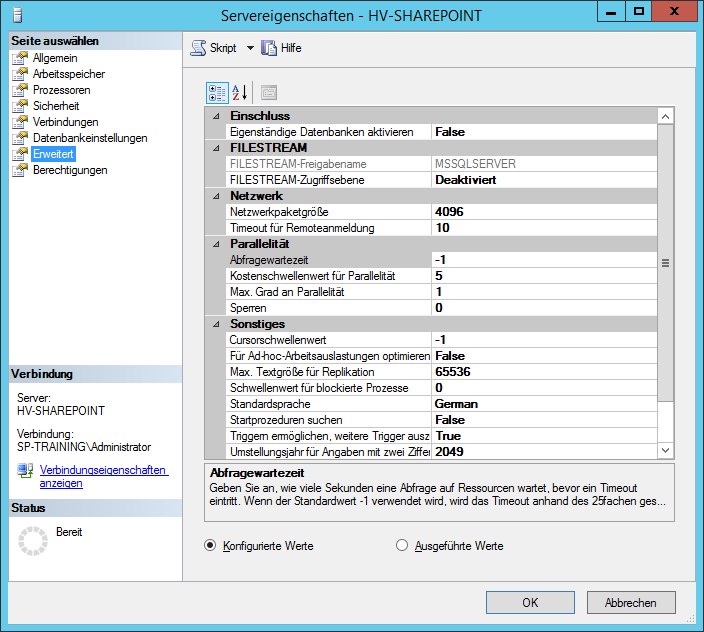 Servereigenschaften - HV-SHAREPOINT
Seite auswählen
Allgemein
Arbeitsspeicher
Prozessoren
Sicherheit
Verbindungen
Datenbankeinstellungen
Erweitert
Berechtigungen
Skript
Hilfe
Einschluss
Eigenständige Datenbanken aktivieren False
FILESTREAM
FILESTREAM-Freigabename MSSQLSERVER
FILESTREAM-Zugriffsebene Deaktiviert
Netzwerk
Netzwerkpaketgröße 4096
Timeout für Remoteanmeldung 10
Parallelität
Abfragewartezeit -1
Kostenschwellenwert für Parallelität 5
Max. Grad an Parallelität 1
Sperren 0
Sonstiges
Cursorschwellenwert -1
Für Ad-hoc-Arbeitsauslastungen optimieren False
Max. Textgröße für Replikation 65536
Schwellenwert für blockierte Prozesse 0
Standardsprache German
Startprozeduren suchen False
Triggern ermöglichen, weitere Trigger ausz True
Umstellungsjahr für Angaben mit zwei Ziffer 2049
Abfragewartezeit
Geben Sie an, wie viele Sekunden eine Abfrage auf Ressourcen wartet, bevor ein Timeout
eintritt. Wenn der Standardwert -1 verwendet wird, wird das Timeout anhand des 25fachen ges...
Konfigurierte Werte
Ausgeführte Werte
Verbindung
Server:
HV-SHAREPOINT
Verbindung:
SP-TRAINING\Administrator
Verbindungseigenschaften
anzeigen
Status
Bereit
OK
Abbrechen